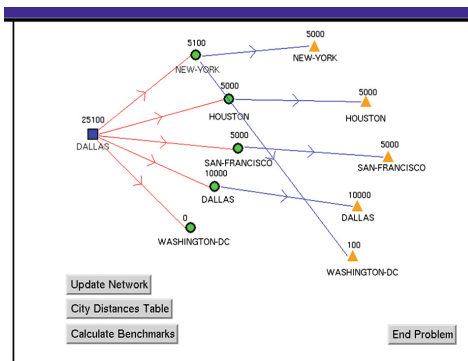 5100
NEW-YORK
5000
NEW-YORK
5000
HOUSTON
5000
HOUSTON
25100
DALLAS
5000
SAN-FRANCISCO
5000
SAN-FRANCISCO
10000
DALLAS
10000
DALLAS
0
WASHINGTON-DC
100
WASHINGTON-DC
Update Network
City Distances Table
Calculate Benchmarks
End Problem